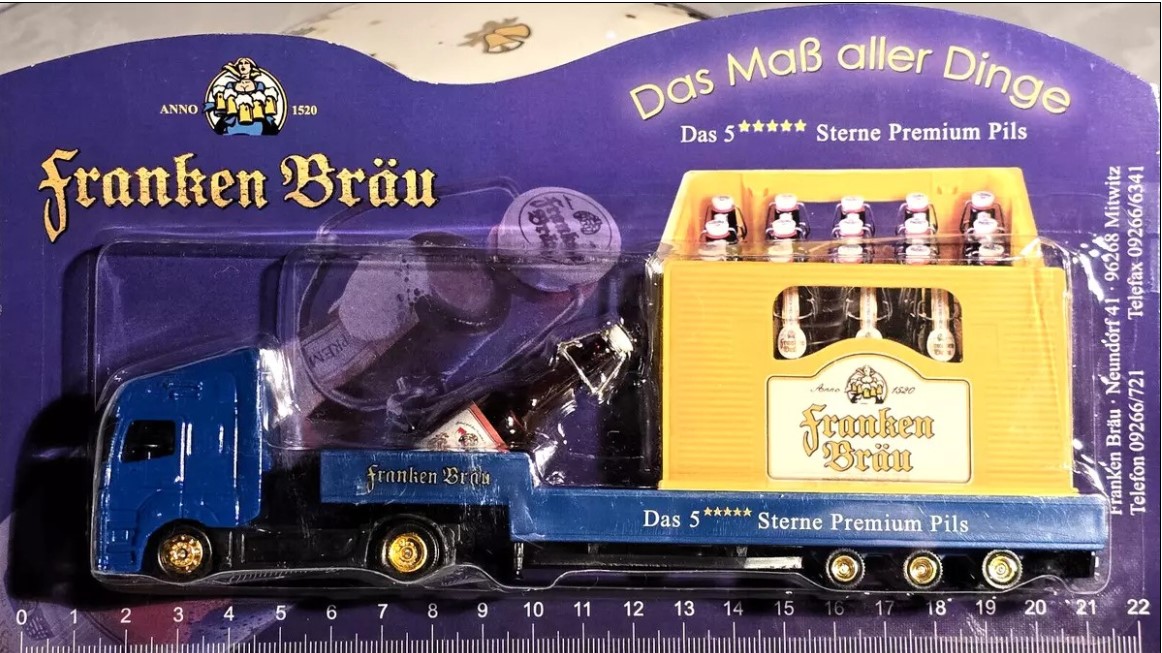 Das Maß aller Dinge
Das 5 ★★★★★ Sterne Premium Pils
ANNO 1520
Franken Bräu
Franken
Bräu
PREM
Anno 1520
Franken
Bräu
Franken Bräu
Das 5 ★★★★★ Sterne Premium Pils
Franken Bräu · Neundorf 41 · 96268 Mitwitz
Telefon 09266/721 Telefax 09266/6341
0 1 2 3 4 5 6 7 8 9 10 11 12 13 14 15 16 17 18 19 20 21 22